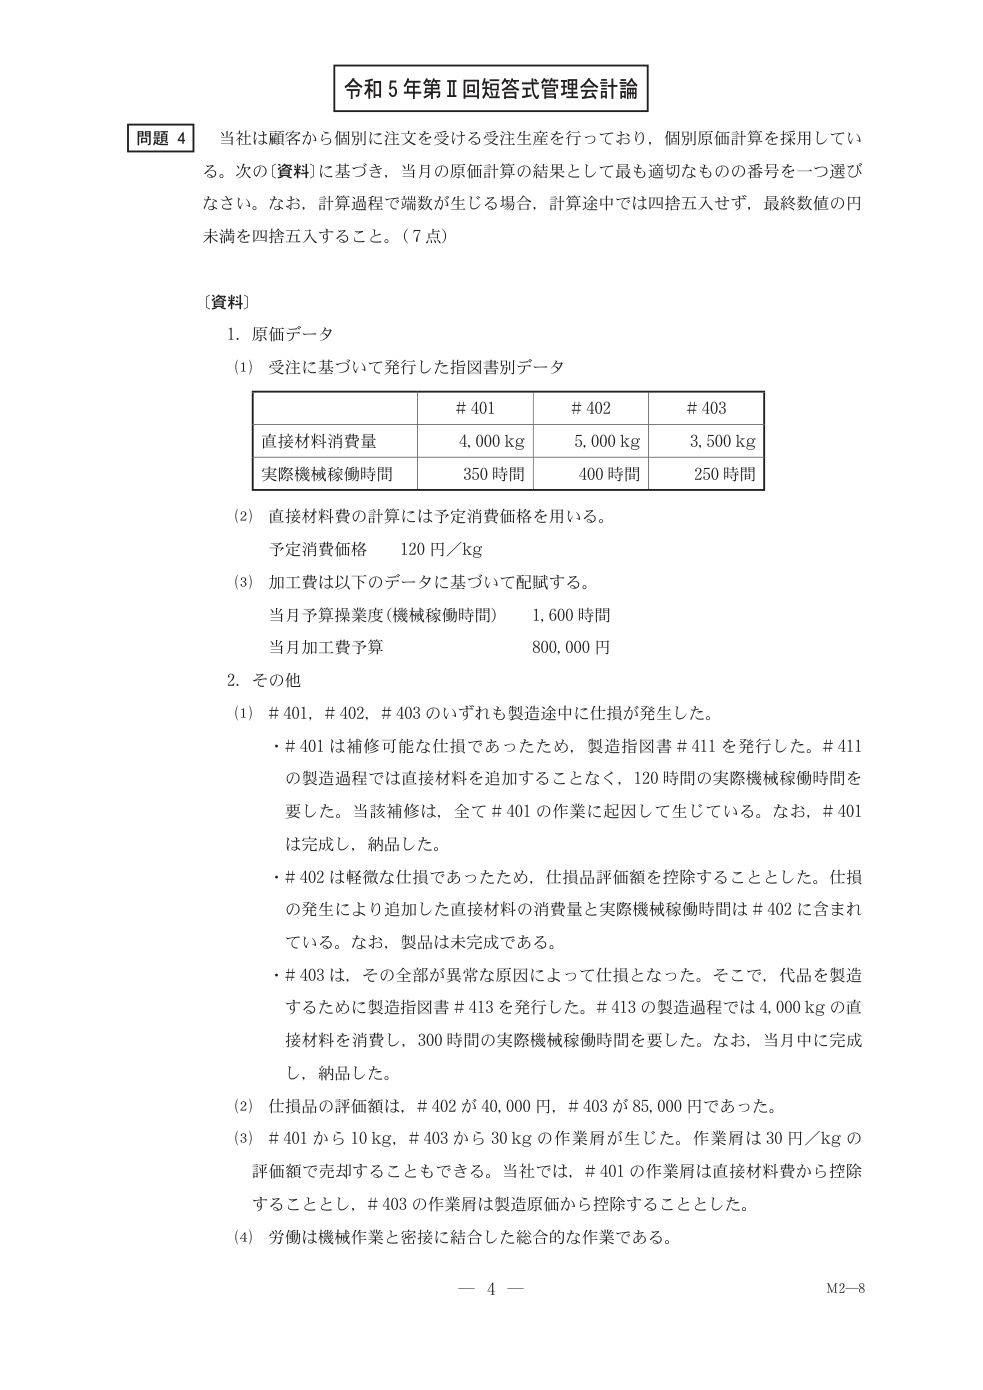 令和5年第Ⅱ回短答式管理会計論
問題 4　当社は顧客から個別に注文を受ける受注生産を行っており，個別原価計算を採用してい
る。次の〔資料〕に基づき，当月の原価計算の結果として最も適切なものの番号を一つ選び
なさい。なお，計算過程で端数が生じる場合，計算途中では四捨五入せず，最終数値の円
未満を四捨五入すること。（7点）
〔資料〕
1．原価データ
⑴　受注に基づいて発行した指図書別データ
＃401　＃402　＃403
直接材料消費量　4,000 kg　5,000 kg　3,500 kg
実際機械稼働時間　350 時間　400 時間　250 時間
⑵　直接材料費の計算には予定消費価格を用いる。
予定消費価格　120 円／kg
⑶　加工費は以下のデータに基づいて配賦する。
当月予算操業度（機械稼働時間）　1,600 時間
当月加工費予算　800,000 円
2．その他
⑴　＃401，＃402，＃403 のいずれも製造途中に仕損が発生した。
・＃401 は補修可能な仕損であったため，製造指図書＃411 を発行した。＃411
の製造過程では直接材料を追加することなく，120 時間の実際機械稼働時間を
要した。当該補修は，全て＃401 の作業に起因して生じている。なお，＃401
は完成し，納品した。
・＃402 は軽微な仕損であったため，仕損品評価額を控除することとした。仕損
の発生により追加した直接材料の消費量と実際機械稼働時間は＃402 に含まれ
ている。なお，製品は未完成である。
・＃403 は，その全部が異常な原因によって仕損となった。そこで，代品を製造
するために製造指図書＃413 を発行した。＃413 の製造過程では 4,000 kg の直
接材料を消費し，300 時間の実際機械稼働時間を要した。なお，当月中に完成
し，納品した。
⑵　仕損品の評価額は，＃402 が 40,000 円，＃403 が 85,000 円であった。
⑶　＃401 から 10 kg，＃403 から 30 kg の作業屑が生じた。作業屑は 30 円／kg の
評価額で売却することもできる。当社では，＃401 の作業屑は直接材料費から控除
することとし，＃403 の作業屑は製造原価から控除することとした。
⑷　労働は機械作業と密接に結合した総合的な作業である。
— 4 —
M2—8